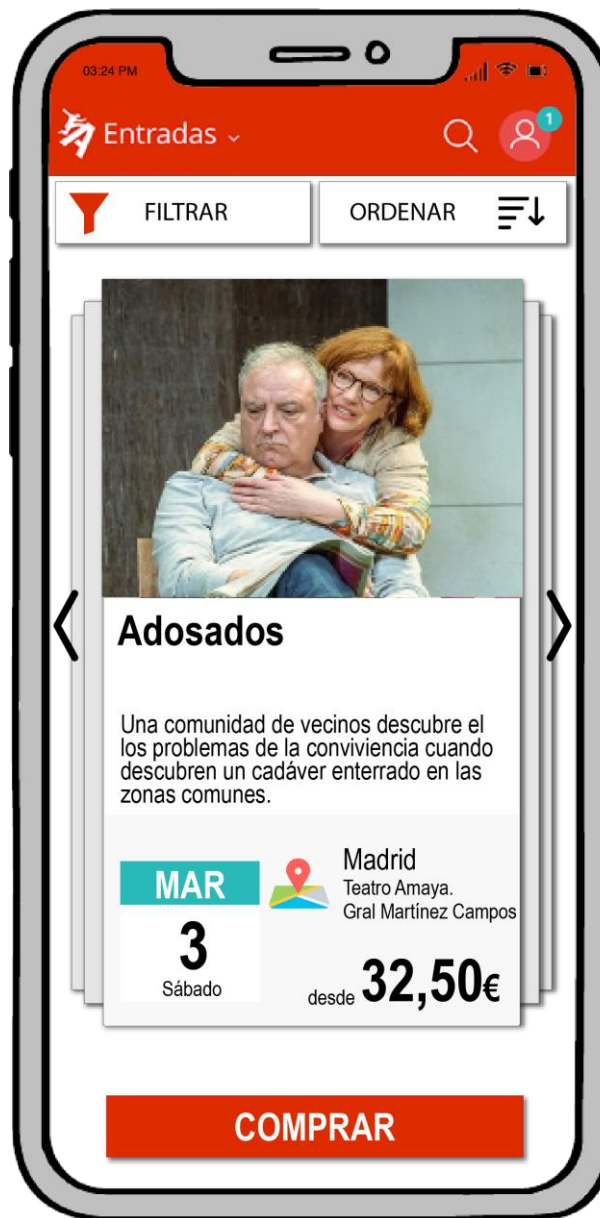 03:24 PM
Entradas
1
FILTRAR
ORDENAR
Adosados
Una comunidad de vecinos descubre el
los problemas de la conviviencia cuando
descubren un cadáver enterrado en las
zonas comunes.
MAR
3
Sábado
Madrid
Teatro Amaya.
Gral Martínez Campos
desde 32,50€
COMPRAR